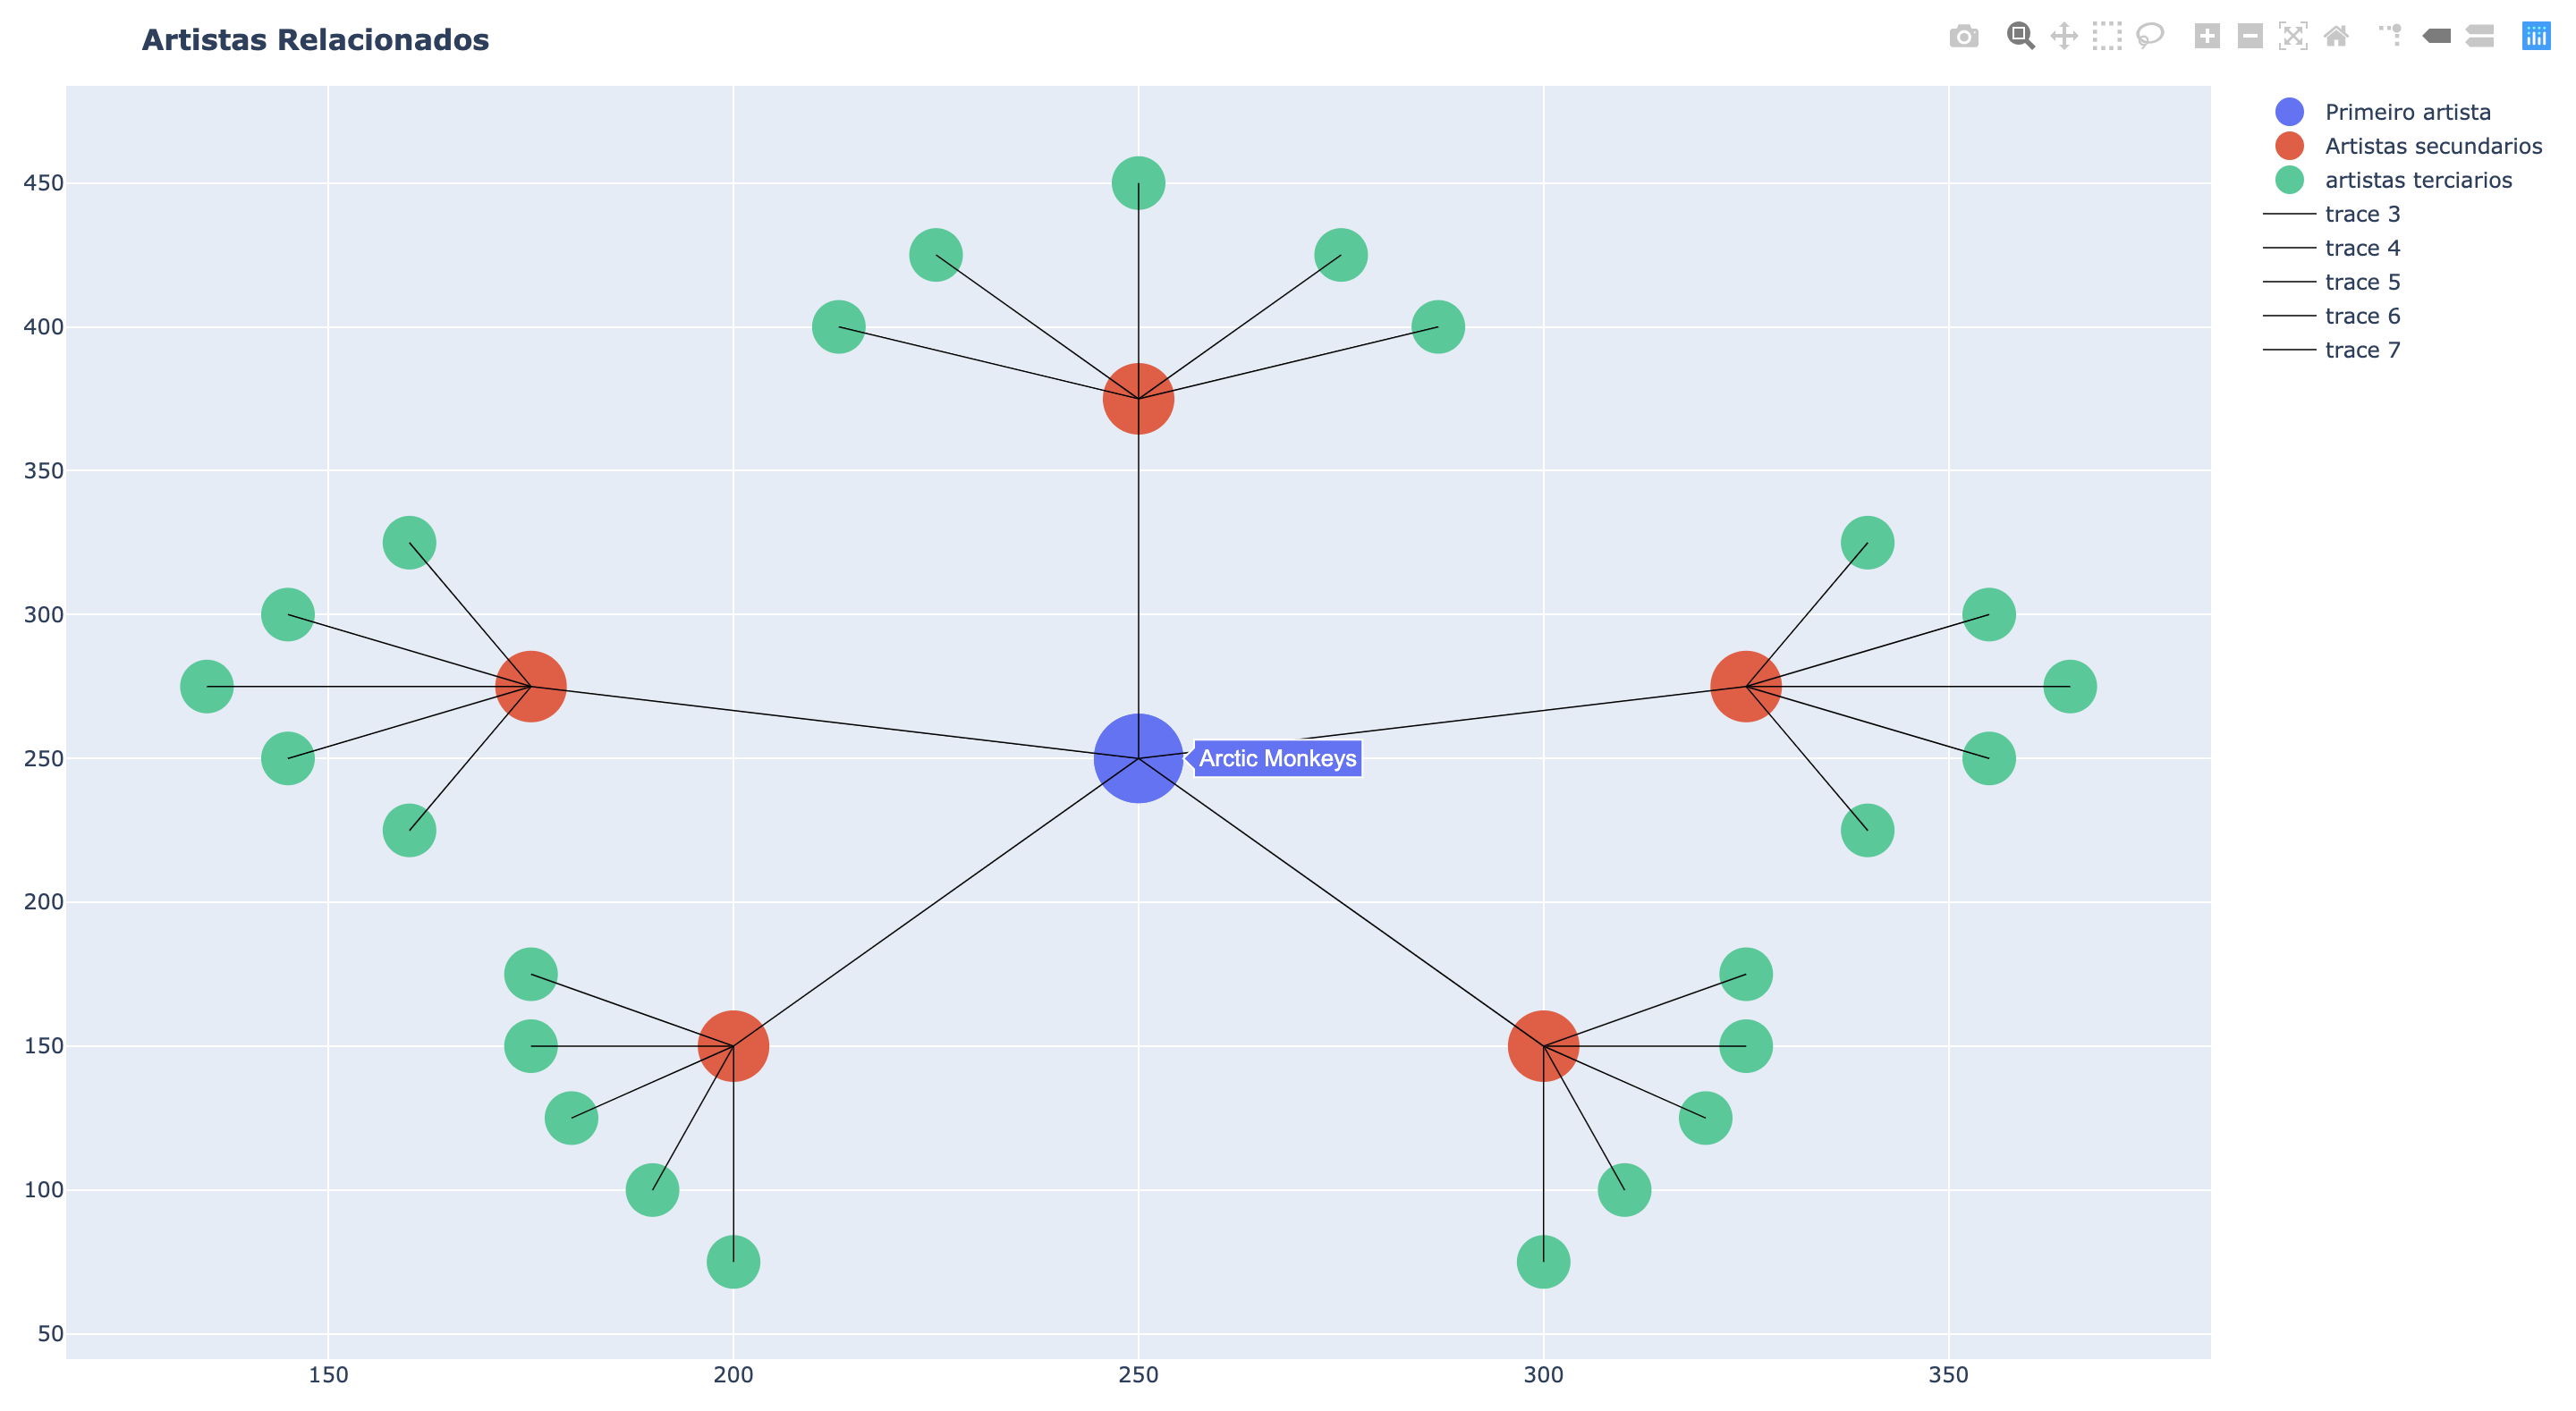 Artistas Relacionados
Primeiro artista
Artistas secundarios
artistas terciarios
trace 3
trace 4
trace 5
trace 6
trace 7
450
400
350
300
250
200
150
100
50
Arctic Monkeys
150
200
250
300
350